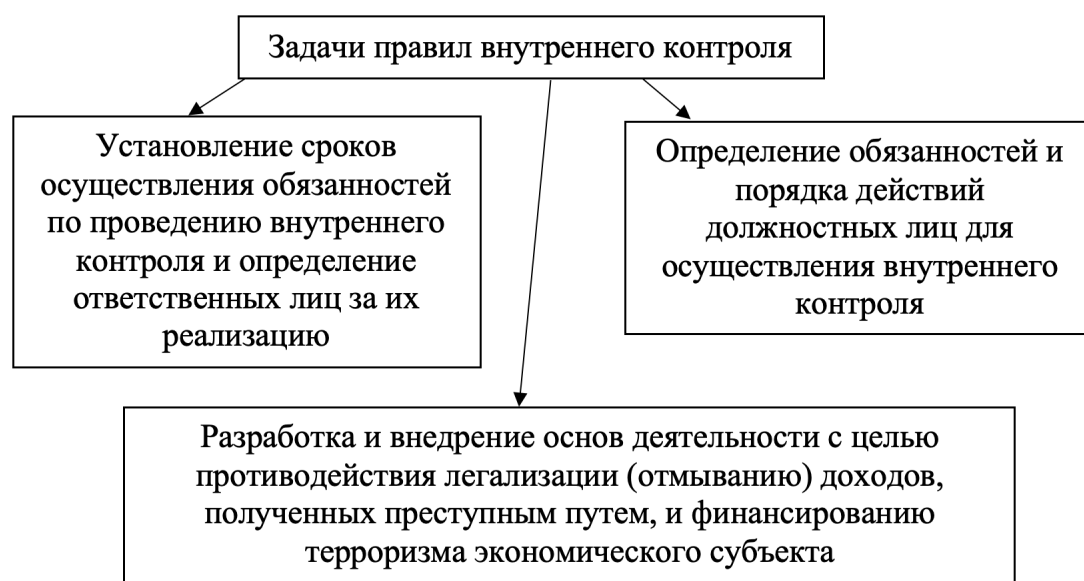 Задачи правил внутреннего контроля
Установление сроков
осуществления обязанностей
по проведению внутреннего
контроля и определение
ответственных лиц за их
реализацию
Определение обязанностей и
порядка действий
должностных лиц для
осуществления внутреннего
контроля
Разработка и внедрение основ деятельности с целью
противодействия легализации (отмыванию) доходов,
полученных преступным путем, и финансированию
терроризма экономического субъекта